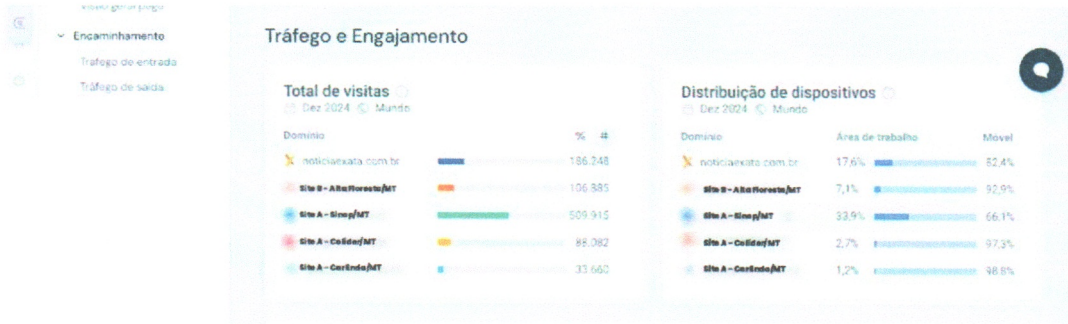 Visão geral pago
Encaminhamento
Tráfego de entrada
Tráfego de saída
Tráfego e Engajamento
Total de visitas
Dez 2024 Mundo
Domínio % #
noticiaexata.com.br 186.248
Site B - Alta Floresta/MT 106.885
Site A - Sinop/MT 509.915
Site A - Colíder/MT 88.082
Site A - Carlinda/MT 33.660
Distribuição de dispositivos
Dez 2024 Mundo
Domínio Área de trabalho Móvel
noticiaexata.com.br 17,6% 82,4%
Site B - Alta Floresta/MT 7,1% 92,9%
Site A - Sinop/MT 33,9% 66,1%
Site A - Colíder/MT 2,7% 97,3%
Site A - Carlinda/MT 1,2% 98,8%